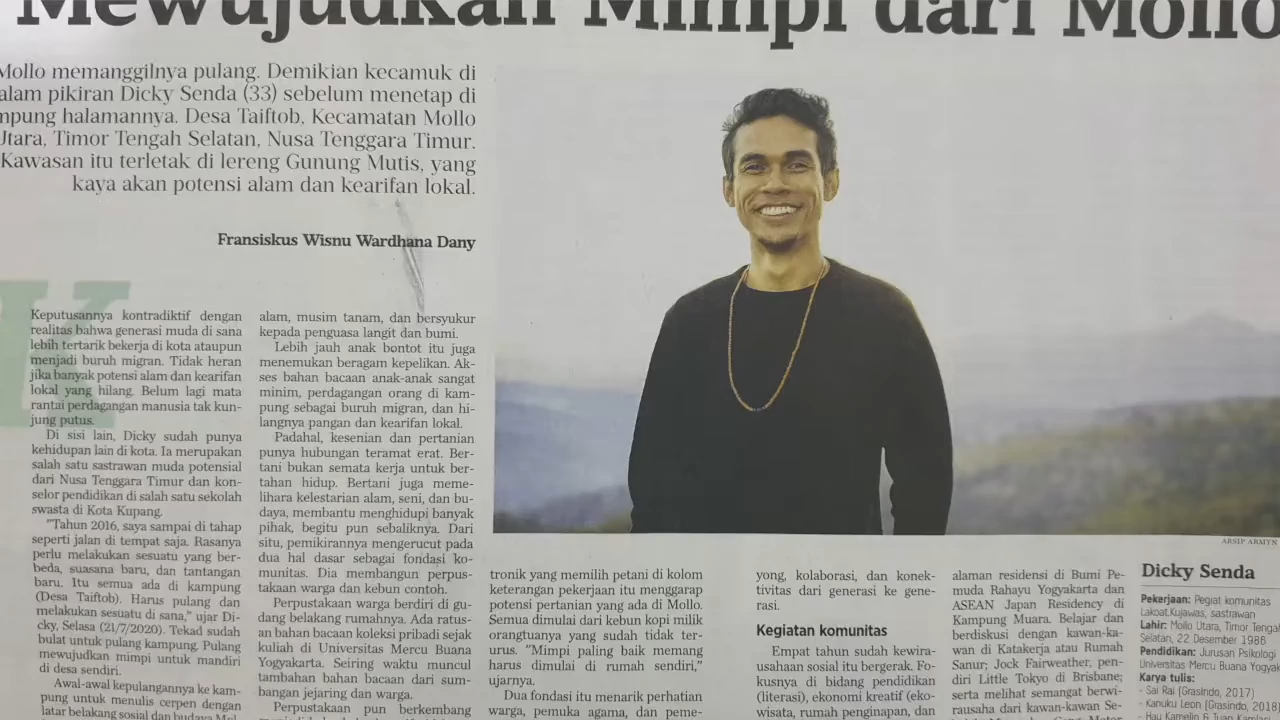 Mewujudkan Mimpi dari Mollo
Mollo memanggilnya pulang. Demikian kecamuk di
alam pikiran Dicky Senda (33) sebelum menetap di
mpung halamannya. Desa Taiftob, Kecamatan Mollo
Utara, Timor Tengah Selatan, Nusa Tenggara Timur.
Kawasan itu terletak di lereng Gunung Mutis, yang
kaya akan potensi alam dan kearifan lokal.
Fransiskus Wisnu Wardhana Dany
K
Keputusannya kontradiktif dengan
realitas bahwa generasi muda di sana
lebih tertarik bekerja di kota ataupun
menjadi buruh migran. Tidak heran
jika banyak potensi alam dan kearifan
lokal yang hilang. Belum lagi mata
rantai perdagangan manusia tak kun-
jung putus.
Di sisi lain, Dicky sudah punya
kehidupan lain di kota. Ia merupakan
salah satu sastrawan muda potensial
dari Nusa Tenggara Timur dan kon-
selor pendidikan di salah satu sekolah
swasta di Kota Kupang.
"Tahun 2016, saya sampai di tahap
seperti jalan di tempat saja. Rasanya
perlu melakukan sesuatu yang ber-
beda, suasana baru, dan tantangan
baru. Itu semua ada di kampung
(Desa Taiftob). Harus pulang dan
melakukan sesuatu di sana," ujar Di-
cky, Selasa (21/7/2020). Tekad sudah
bulat untuk pulang kampung. Pulang
mewujudkan mimpi untuk mandiri
di desa sendiri.
Awal-awal kepulangannya ke kam-
pung untuk menulis cerpen dengan
latar belakang sosial dan budaya Mol-
alam, musim tanam, dan bersyukur
kepada penguasa langit dan bumi.
Lebih jauh anak bontot itu juga
menemukan beragam kepelikan. Ak-
ses bahan bacaan anak-anak sangat
minim, perdagangan orang di kam-
pung sebagai buruh migran, dan hi-
langnya pangan dan kearifan lokal.
Padahal, kesenian dan pertanian
punya hubungan teramat erat. Ber-
tani bukan semata kerja untuk ber-
tahan hidup. Bertani juga meme-
lihara kelestarian alam, seni, dan bu-
daya, membantu menghidupi banyak
pihak, begitu pun sebaliknya. Dari
situ, pemikirannya mengerucut pada
dua hal dasar sebagai fondasi ko-
munitas. Dia membangun perpus-
takaan warga dan kebun contoh.
Perpustakaan warga berdiri di gu-
dang belakang rumahnya. Ada ratus-
an bahan bacaan koleksi pribadi sejak
kuliah di Universitas Mercu Buana
Yogyakarta. Seiring waktu muncul
tambahan bahan bacaan dari sum-
bangan jejaring dan warga.
Perpustakaan pun berkembang
ARSIP ARMYN
tronik yang memilih petani di kolom
keterangan pekerjaan itu menggarap
potensi pertanian yang ada di Mollo.
Semua dimulai dari kebun kopi milik
orangtuanya yang sudah tidak ter-
urus. "Mimpi paling baik memang
harus dimulai di rumah sendiri,"
ujarnya.
Dua fondasi itu menarik perhatian
warga, pemuka agama, dan peme-
yong, kolaborasi, dan konek-
tivitas dari generasi ke gene-
rasi.
Kegiatan komunitas
Empat tahun sudah kewira-
usahaan sosial itu bergerak. Fo-
kusnya di bidang pendidikan
(literasi), ekonomi kreatif (eko-
wisata, rumah penginapan, dan
alaman residensi di Bumi Pe-
muda Rahayu Yogyakarta dan
ASEAN Japan Residency di
Kampung Muara. Belajar dan
berdiskusi dengan kawan-ka-
wan di Katakerja atau Rumah
Sanur; Jock Fairweather, pen-
diri Little Tokyo di Brisbane;
serta melihat semangat berwi-
rausaha dari kawan-kawan Se-
Dicky Senda
Pekerjaan: Pegiat komunitas
Lakoat.Kujawas, sastrawan
Lahir: Mollo Utara, Timor Tengah
Selatan, 22 Desember 1986
Pendidikan: Jurusan Psikologi
Universitas Mercu Buana Yogyak
Karya tulis:
- Sai Rai (Grasindo, 2017)
- Kanuku Leon (Grasindo, 2018)
- Hau Kamelin &